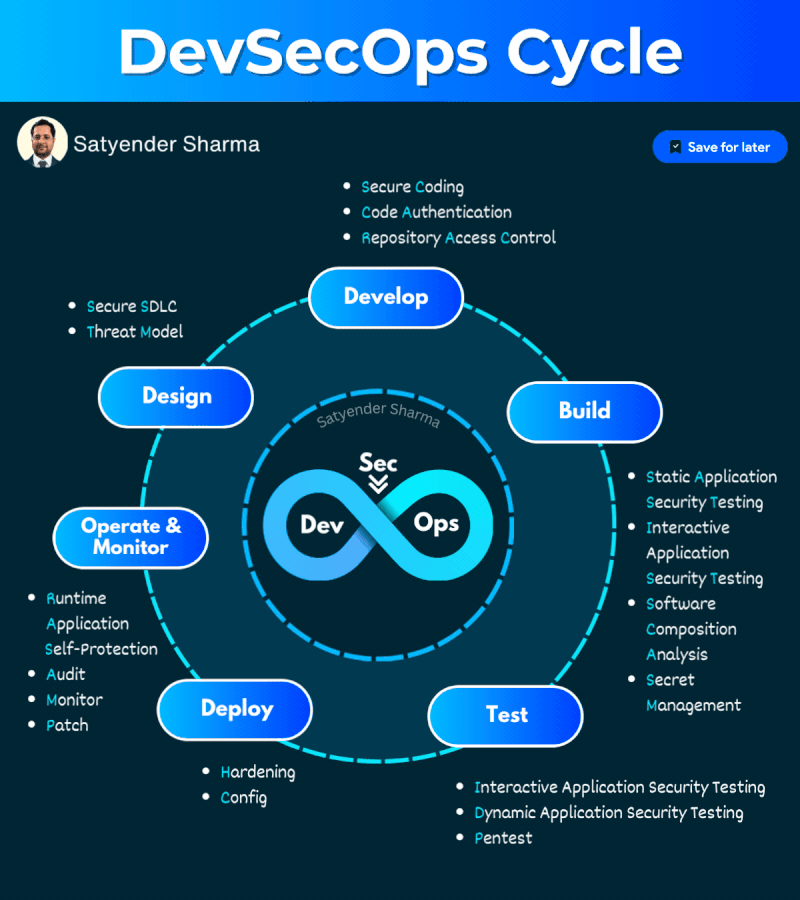 DevSecOps Cycle
Satyender Sharma
Save for later
Secure Coding
Code Authentication
Repository Access Control
Develop
Secure SDLC
Threat Model
Design
Build
Static Application
Security Testing
Interactive
Application
Security Testing
Software
Composition
Analysis
Secret
Management
Satyender Sharma
Sec
Dev
Ops
Operate &
Monitor
Runtime
Application
Self-Protection
Audit
Monitor
Patch
Deploy
Hardening
Config
Test
Interactive Application Security Testing
Dynamic Application Security Testing
Pentest